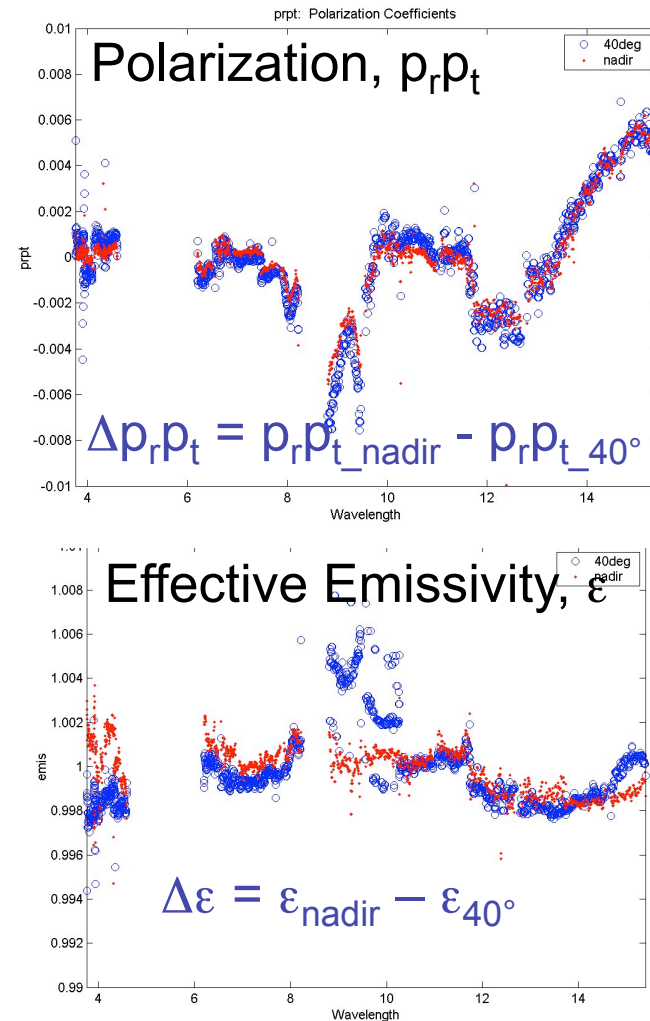 prpt: Polarization Coefficients
0.01
0.008
0.006
0.004
0.002
0
-0.002
-0.004
-0.006
-0.008
-0.01
prpt
Polarization, prpt
40deg
nadir
Δprpt = prpt_nadir - prpt_40°
4
6
8
10
12
14
Wavelength
1.01
1.008
1.006
1.004
1.002
1
0.998
0.996
0.994
0.992
0.99
emis
Effective Emissivity, ε
40deg
nadir
Δε = εnadir – ε40°
4
6
8
10
12
14
Wavelength